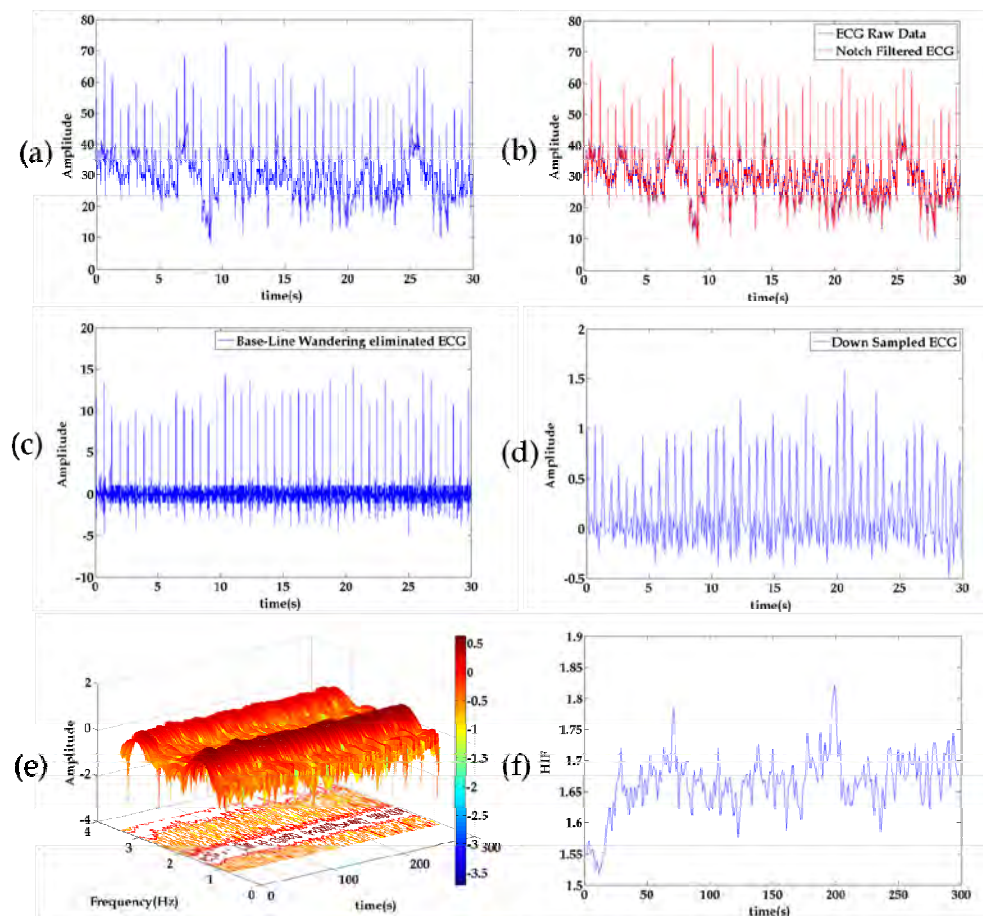 (a)
Amplitude
80
70
60
50
40
30
20
10
0
0 5 10 15 20 25 30
time(s)
(b)
Amplitude
80
70
60
50
40
30
20
10
0
ECG Raw Data
Notch Filtered ECG
0 5 10 15 20 25 30
time(s)
(c)
Amplitude
20
15
10
5
0
-5
-10
Base-Line Wandering eliminated ECG
0 5 10 15 20 25 30
time(s)
(d)
Amplitude
2
1.5
1
0.5
0
-0.5
Down Sampled ECG
0 5 10 15 20 25 30
time(s)
(e)
Amplitude
2
0
-2
-4
4
3
2
1
0
Frequency(Hz)
0
100
200
300
time(s)
0.5
0
-0.5
-1
-1.5
-2
-2.5
-3
-3.5
(f)
HIF
1.9
1.85
1.8
1.75
1.7
1.65
1.6
1.55
1.5
0 50 100 150 200 250 300
time(s)